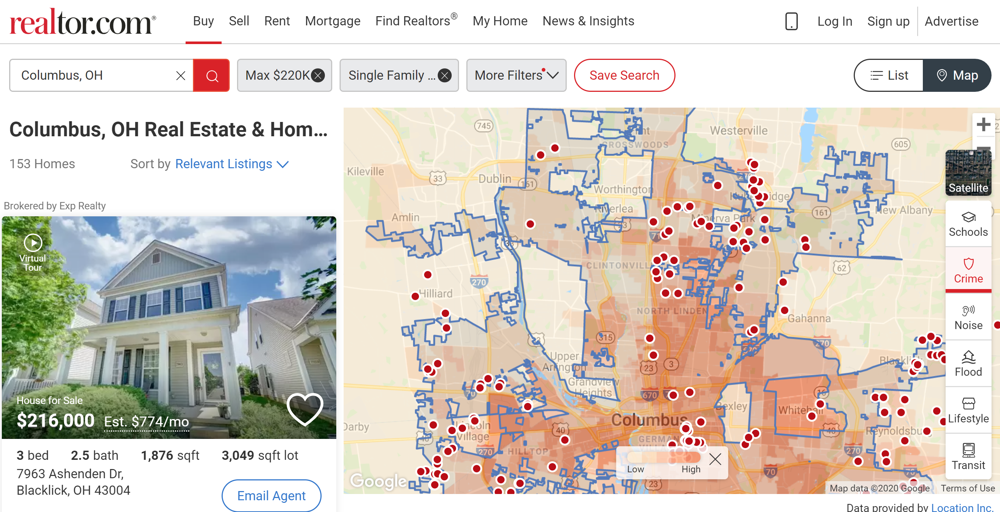 realtor.com®
Buy
Sell
Rent
Mortgage
Find Realtors®
My Home
News & Insights
Log In
Sign up
Advertise
Columbus, OH
Max $220K
Single Family ...
More Filters
Save Search
List
Map
Columbus, OH Real Estate & Hom...
153 Homes
Sort by Relevant Listings
Brokered by Exp Realty
Virtual
Tour
House for Sale
$216,000 Est. $774/mo
3 bed
2.5 bath
1,876 sqft
3,049 sqft lot
7963 Ashenden Dr,
Blacklick, OH 43004
Email Agent
745
Westerville
605
CROSSWOODS
Kileville
33
Dublin
161
Worthington
Amlin
Riverlea
23
Minerva Park
161
New Albany
71
33
CLINTONVILL
62
270
Hilliard
NORTH LINDEN
Gahanna
315
270
Upper
Arlington
23
3
Grandview
Heights
70
670
16
Bexley
Whitehall
Columbus
Darby
40
Lincoln
Village
40
Reynoldsbu
GERMAN
270
HILLTOP
270
70
70
23
Google
Low
High
Satellite
Schools
Crime
Noise
Flood
Lifestyle
Transit
Map data ©2020 Google
Terms of Use
Data provided by Location Inc.